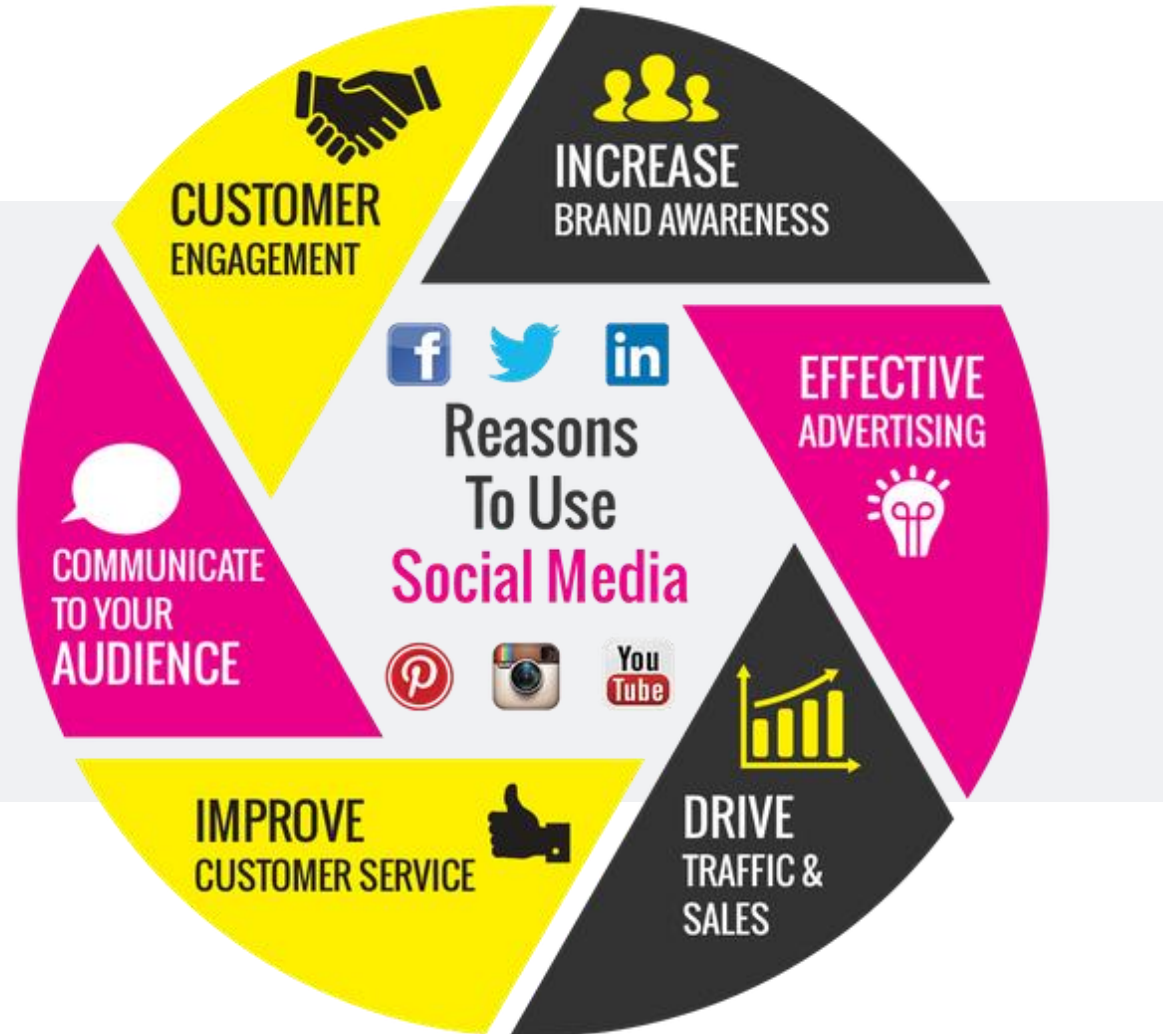 CUSTOMER
ENGAGEMENT
INCREASE
BRAND AWARENESS
EFFECTIVE
ADVERTISING
f
in
Reasons
To Use
Social Media
You
Tube
COMMUNICATE
TO YOUR
AUDIENCE
IMPROVE
CUSTOMER SERVICE
DRIVE
TRAFFIC &
SALES